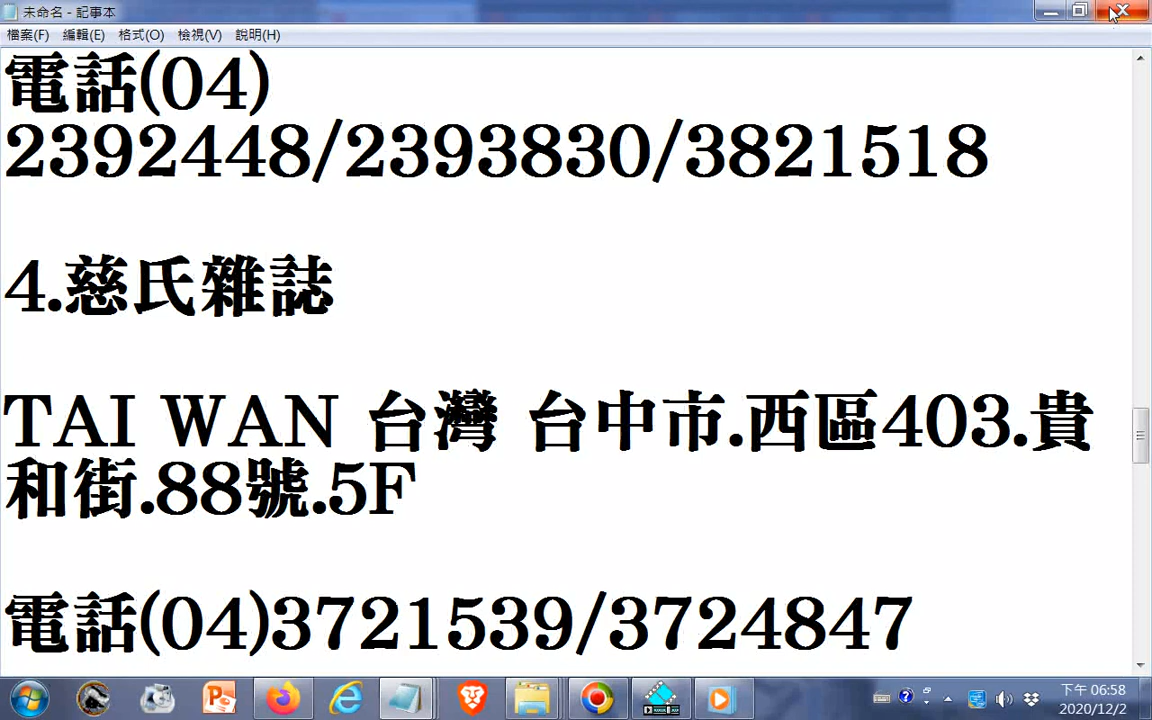 未命名 - 記事本
檔案(F) 編輯(E) 格式(O) 檢視(V) 說明(H)
電話(04)
2392448/2393830/3821518
4.慈氏雜誌
TAI WAN 台灣 台中市.西區403.貴
和街.88號.5F
電話(04)3721539/3724847
下午 06:58
2020/12/2